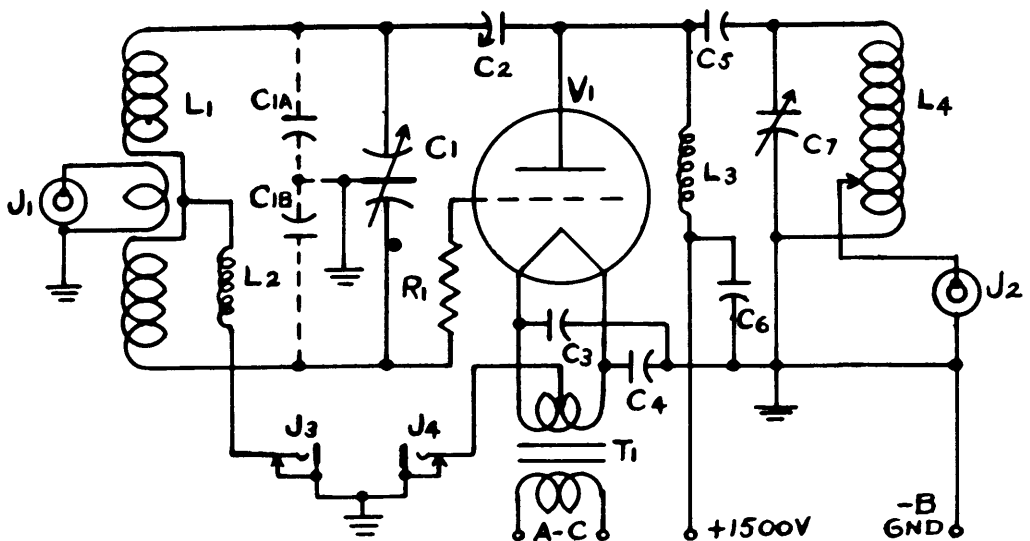 C2
C5
V1
L1
C1A
C1
C7
L4
L3
J1
C1B
L2
R1
J2
C6
C3
C4
J3
J4
T1
A-C
+1500V
-B
GND